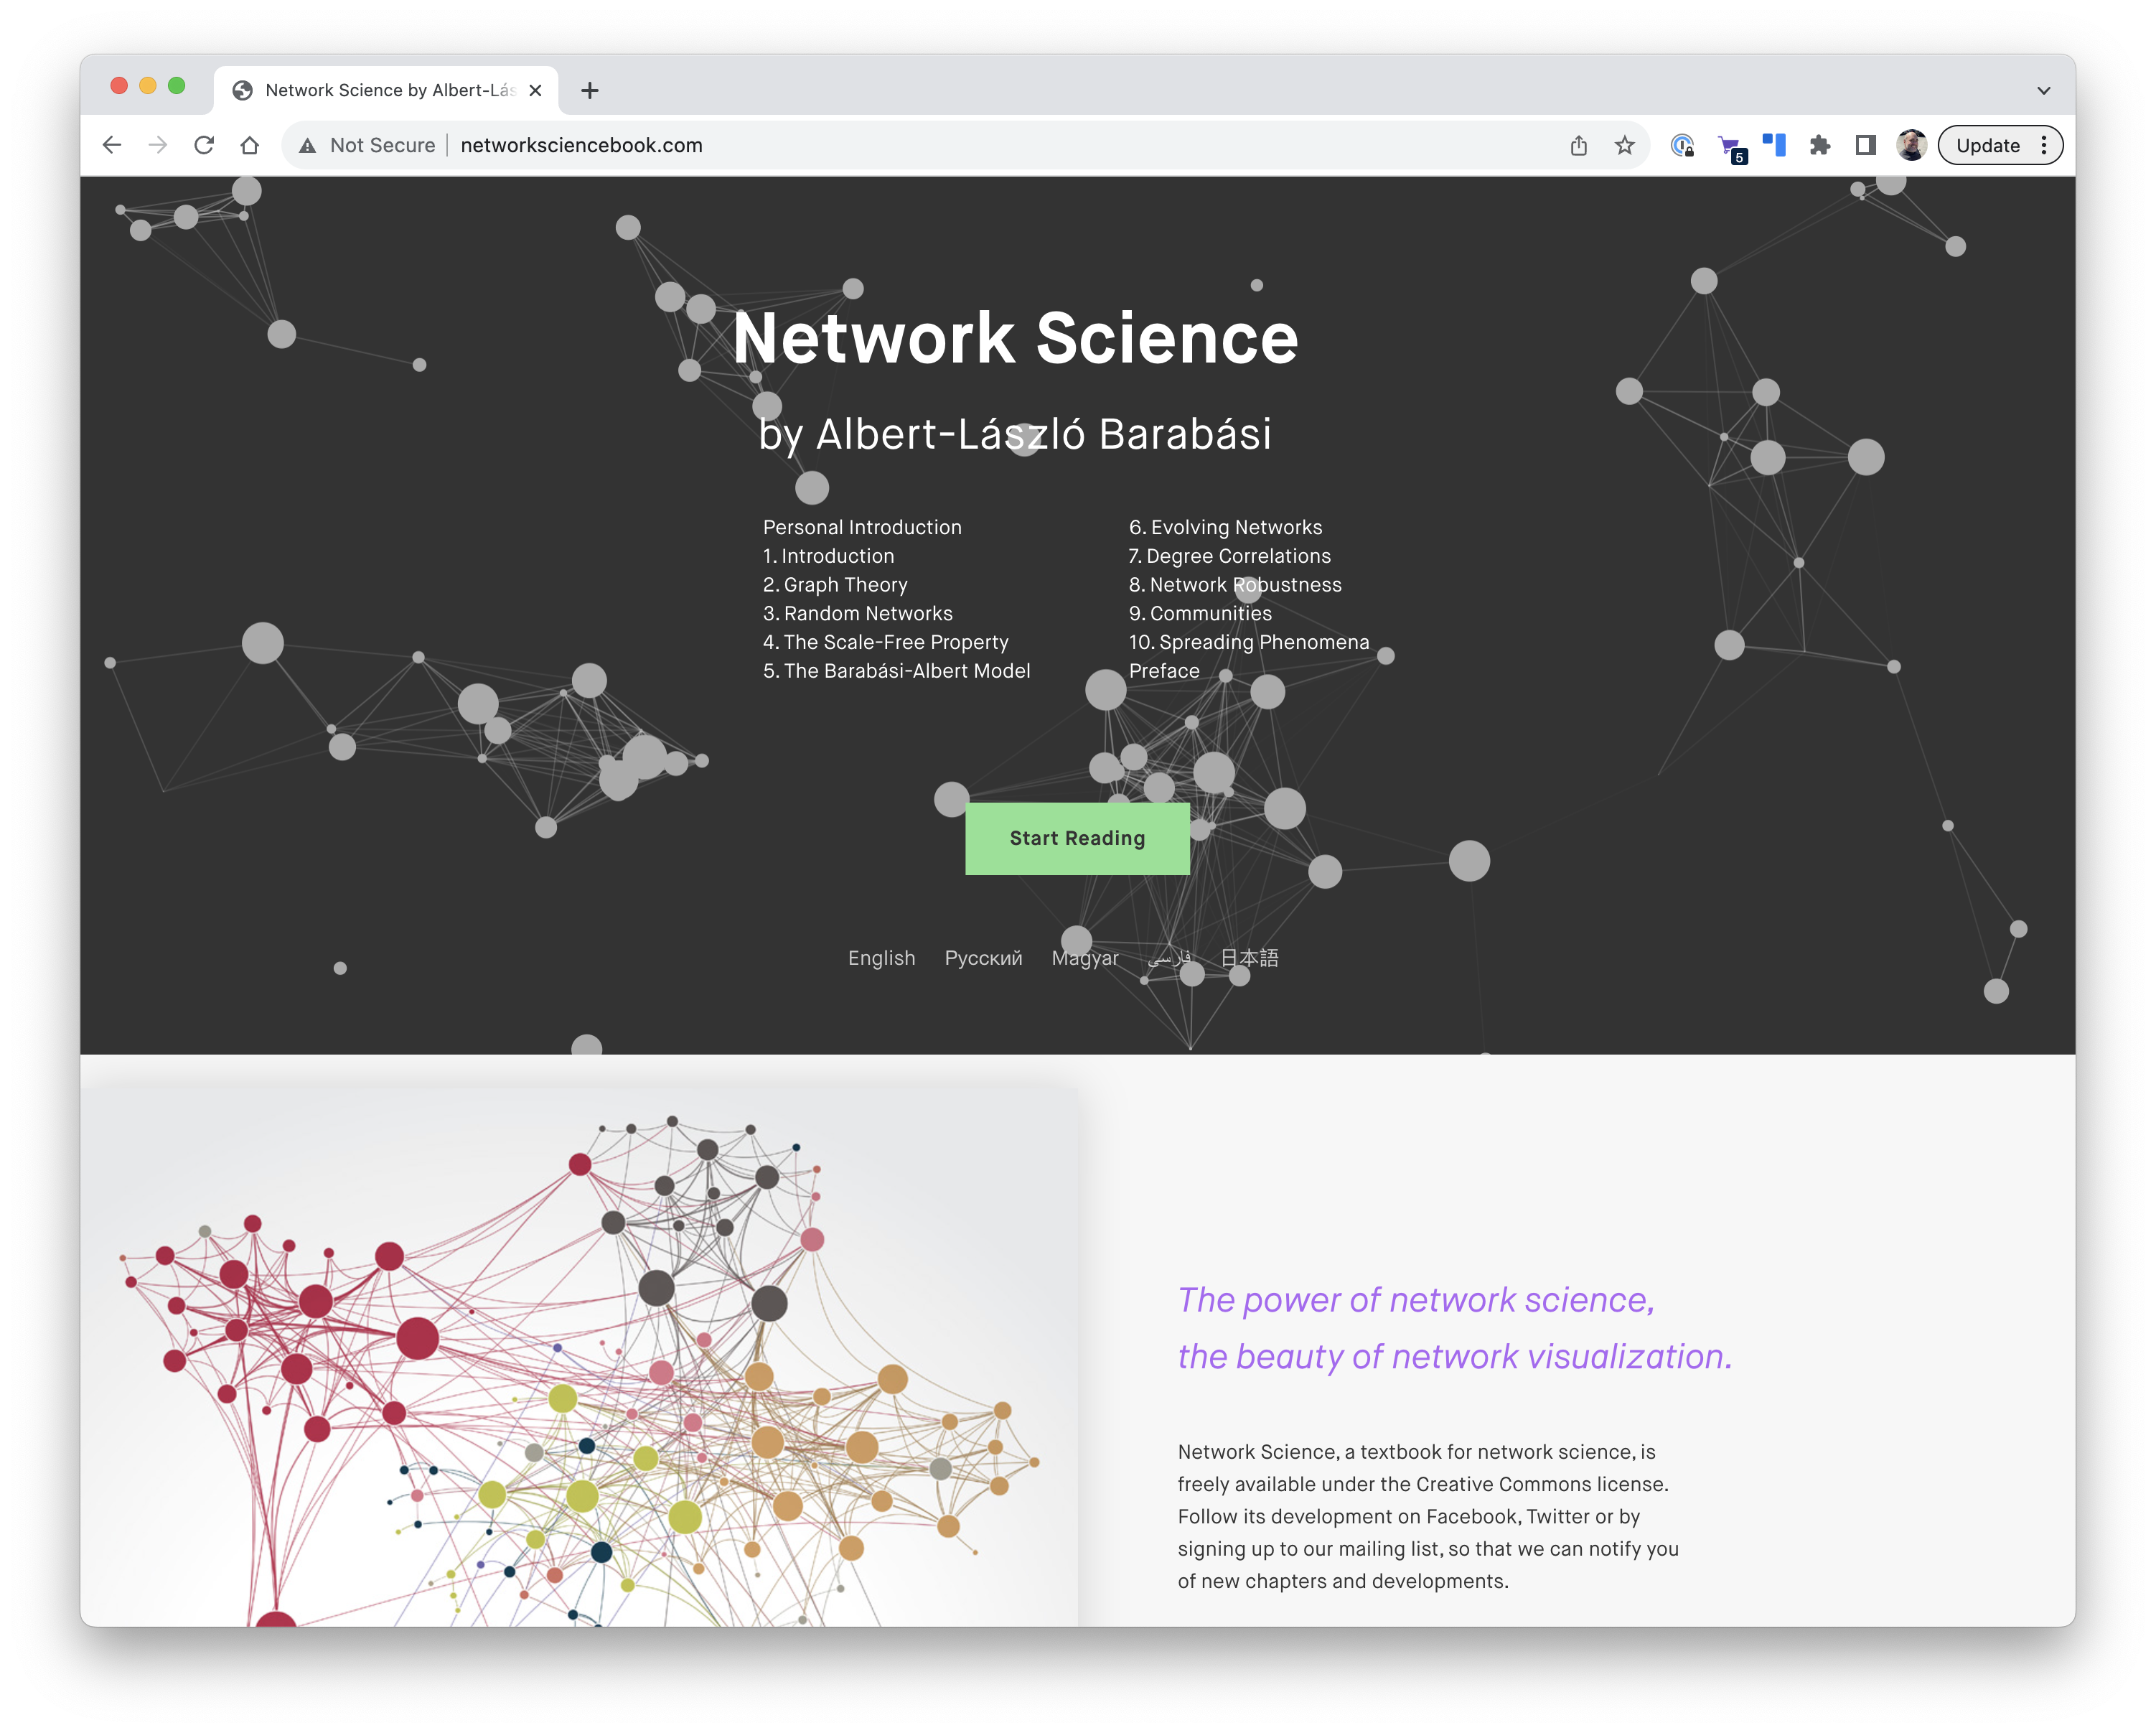 Network Science by Albert-Lás
Not Secure
networksciencebook.com
5
Update
Network Science
by Albert-László Barabási
Personal Introduction
1. Introduction
2. Graph Theory
3. Random Networks
4. The Scale-Free Property
5. The Barabási-Albert Model
6. Evolving Networks
7. Degree Correlations
8. Network Robustness
9. Communities
10. Spreading Phenomena
Preface
Start Reading
English Русский Magyar فارسی 日本語
The power of network science,
the beauty of network visualization.
Network Science, a textbook for network science, is
freely available under the Creative Commons license.
Follow its development on Facebook, Twitter or by
signing up to our mailing list, so that we can notify you
of new chapters and developments.